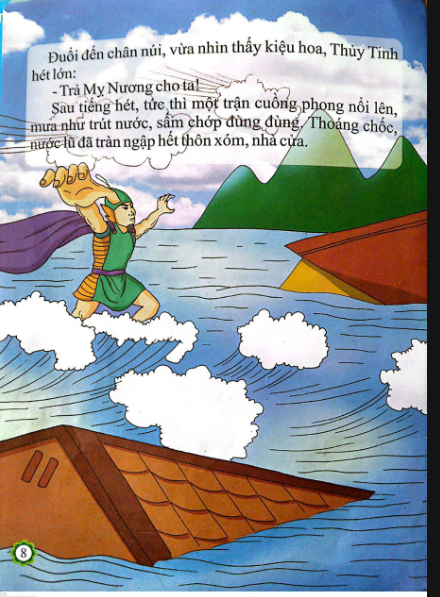 Đuổi đến chân núi, vừa nhìn thấy kiệu hoa, Thủy Tinh
hét lớn:
- Trả Mỵ Nương cho ta!
Sau tiếng hét, tức thì một trận cuồng phong nổi lên,
mưa như trút nước, sấm chớp đùng đùng. Thoáng chốc,
nước lũ đã tràn ngập hết thôn xóm, nhà cửa.
8